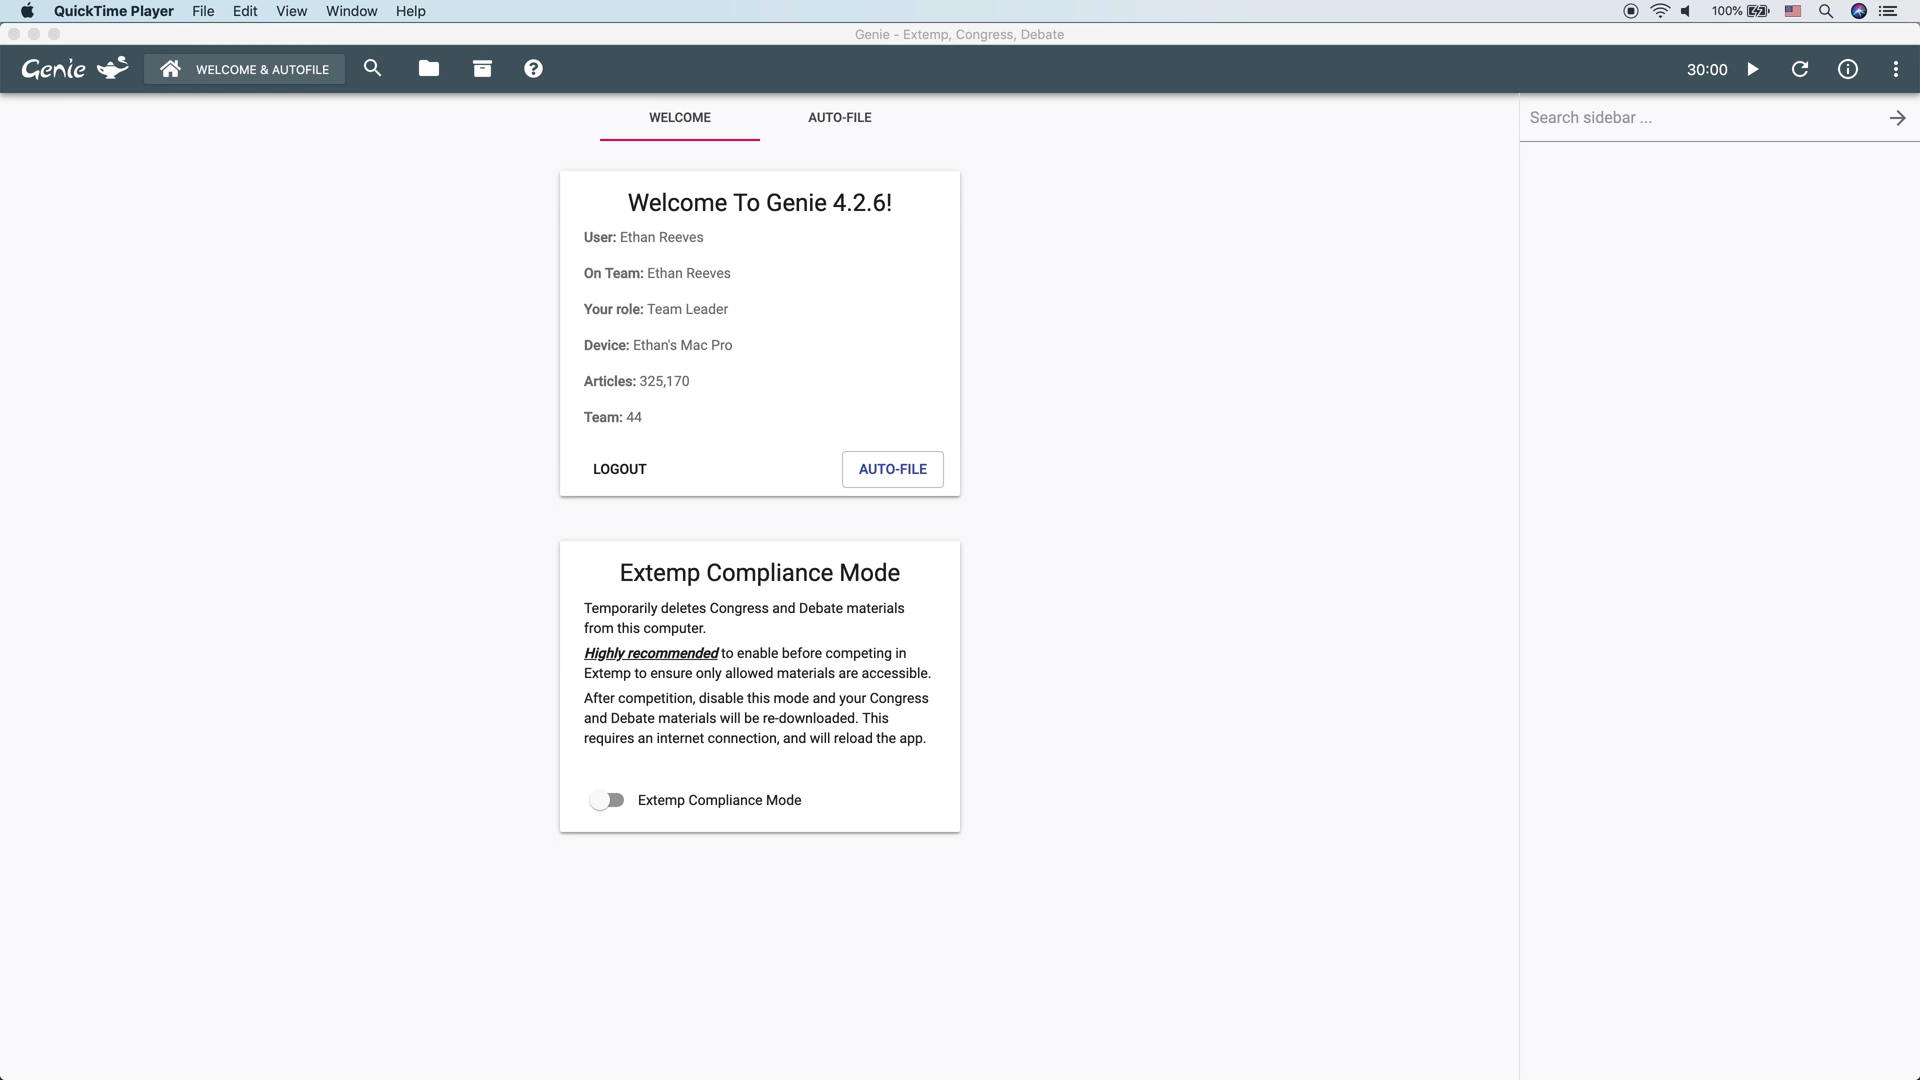 QuickTime Player File Edit View Window Help 100%
Genie - Extemp, Congress, Debate
Genie WELCOME & AUTOFILE 30:00
WELCOME AUTO-FILE
Search sidebar ...
Welcome To Genie 4.2.6!
User: Ethan Reeves
On Team: Ethan Reeves
Your role: Team Leader
Device: Ethan's Mac Pro
Articles: 325,170
Team: 44
LOGOUT AUTO-FILE
Extemp Compliance Mode
Temporarily deletes Congress and Debate materials
from this computer.
Highly recommended to enable before competing in
Extemp to ensure only allowed materials are accessible.
After competition, disable this mode and your Congress
and Debate materials will be re-downloaded. This
requires an internet connection, and will reload the app.
Extemp Compliance Mode